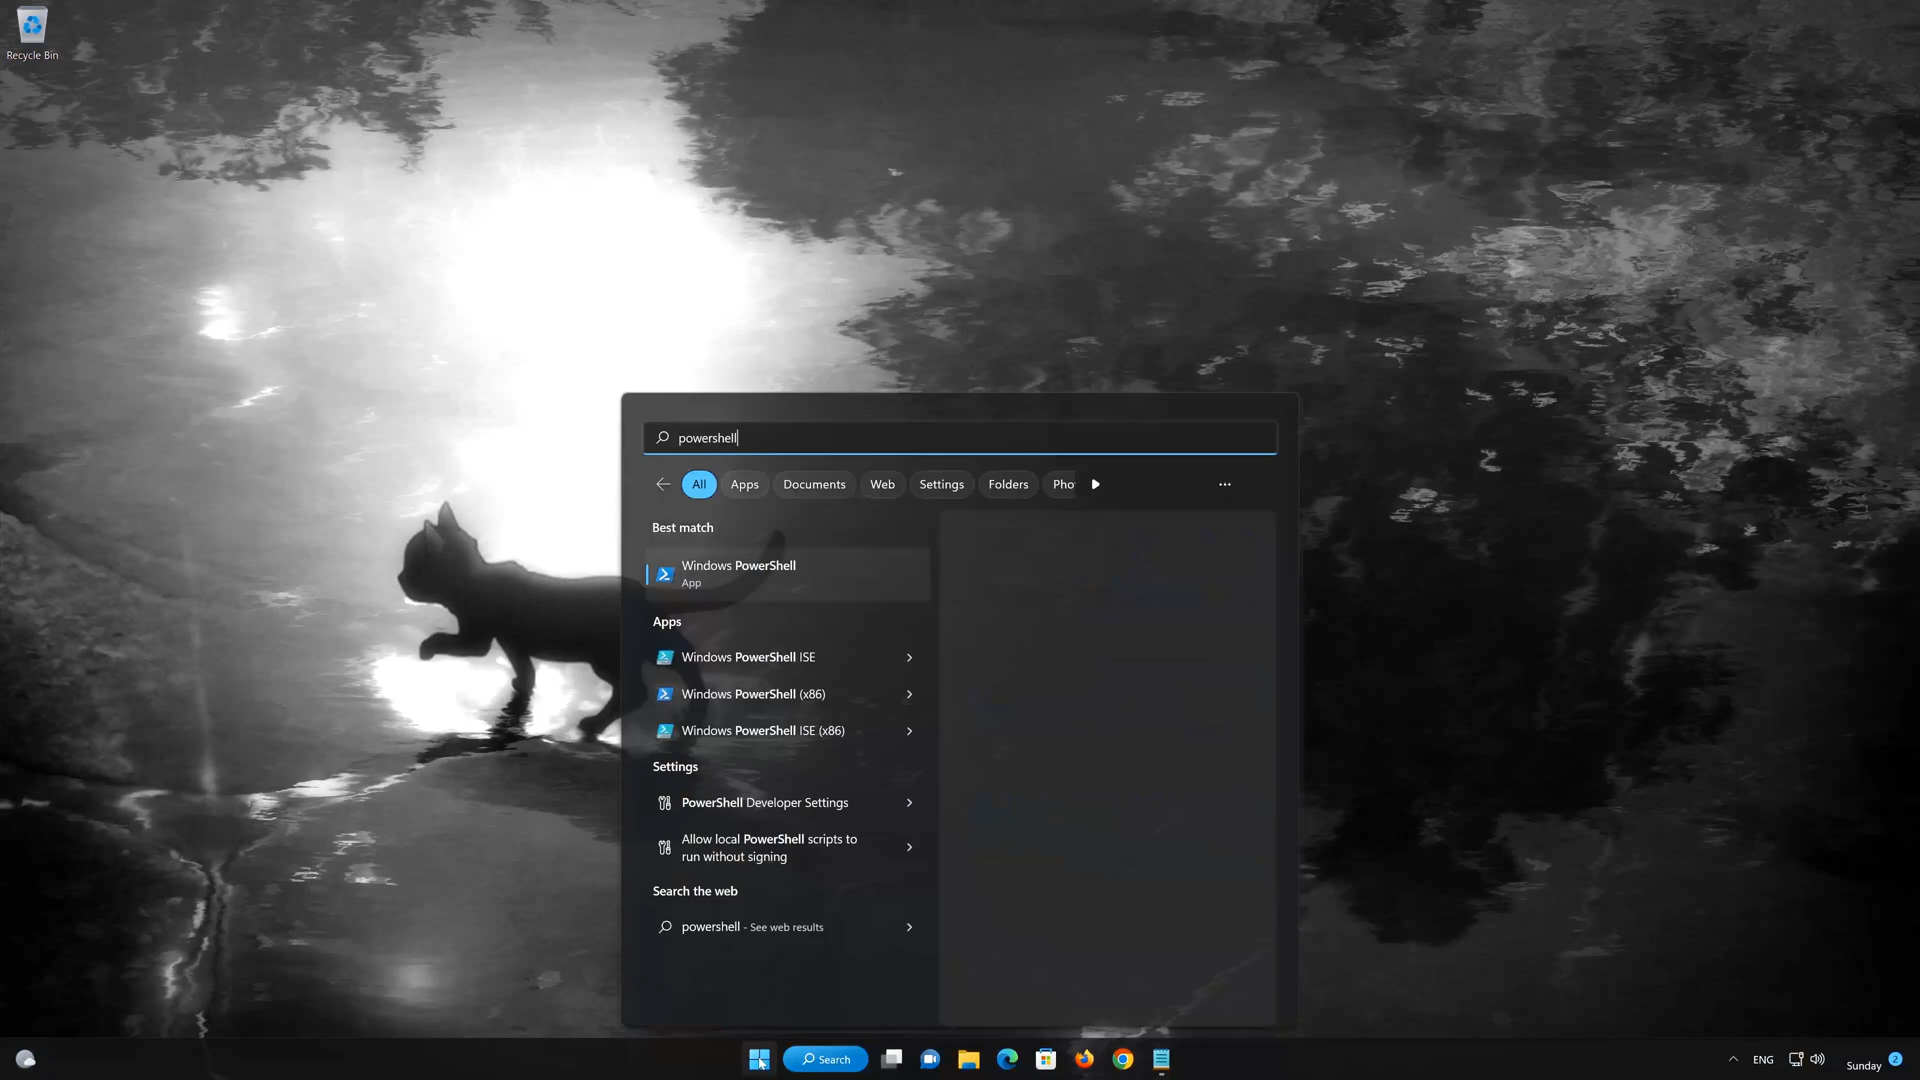 Recycle Bin
powershell
All Apps Documents Web Settings Folders Pho
Best match
Windows PowerShell
App
Apps
Windows PowerShell ISE
Windows PowerShell (x86)
Windows PowerShell ISE (x86)
Settings
PowerShell Developer Settings
Allow local PowerShell scripts to
run without signing
Search the web
powershell - See web results
Search
ENG
Sunday 2